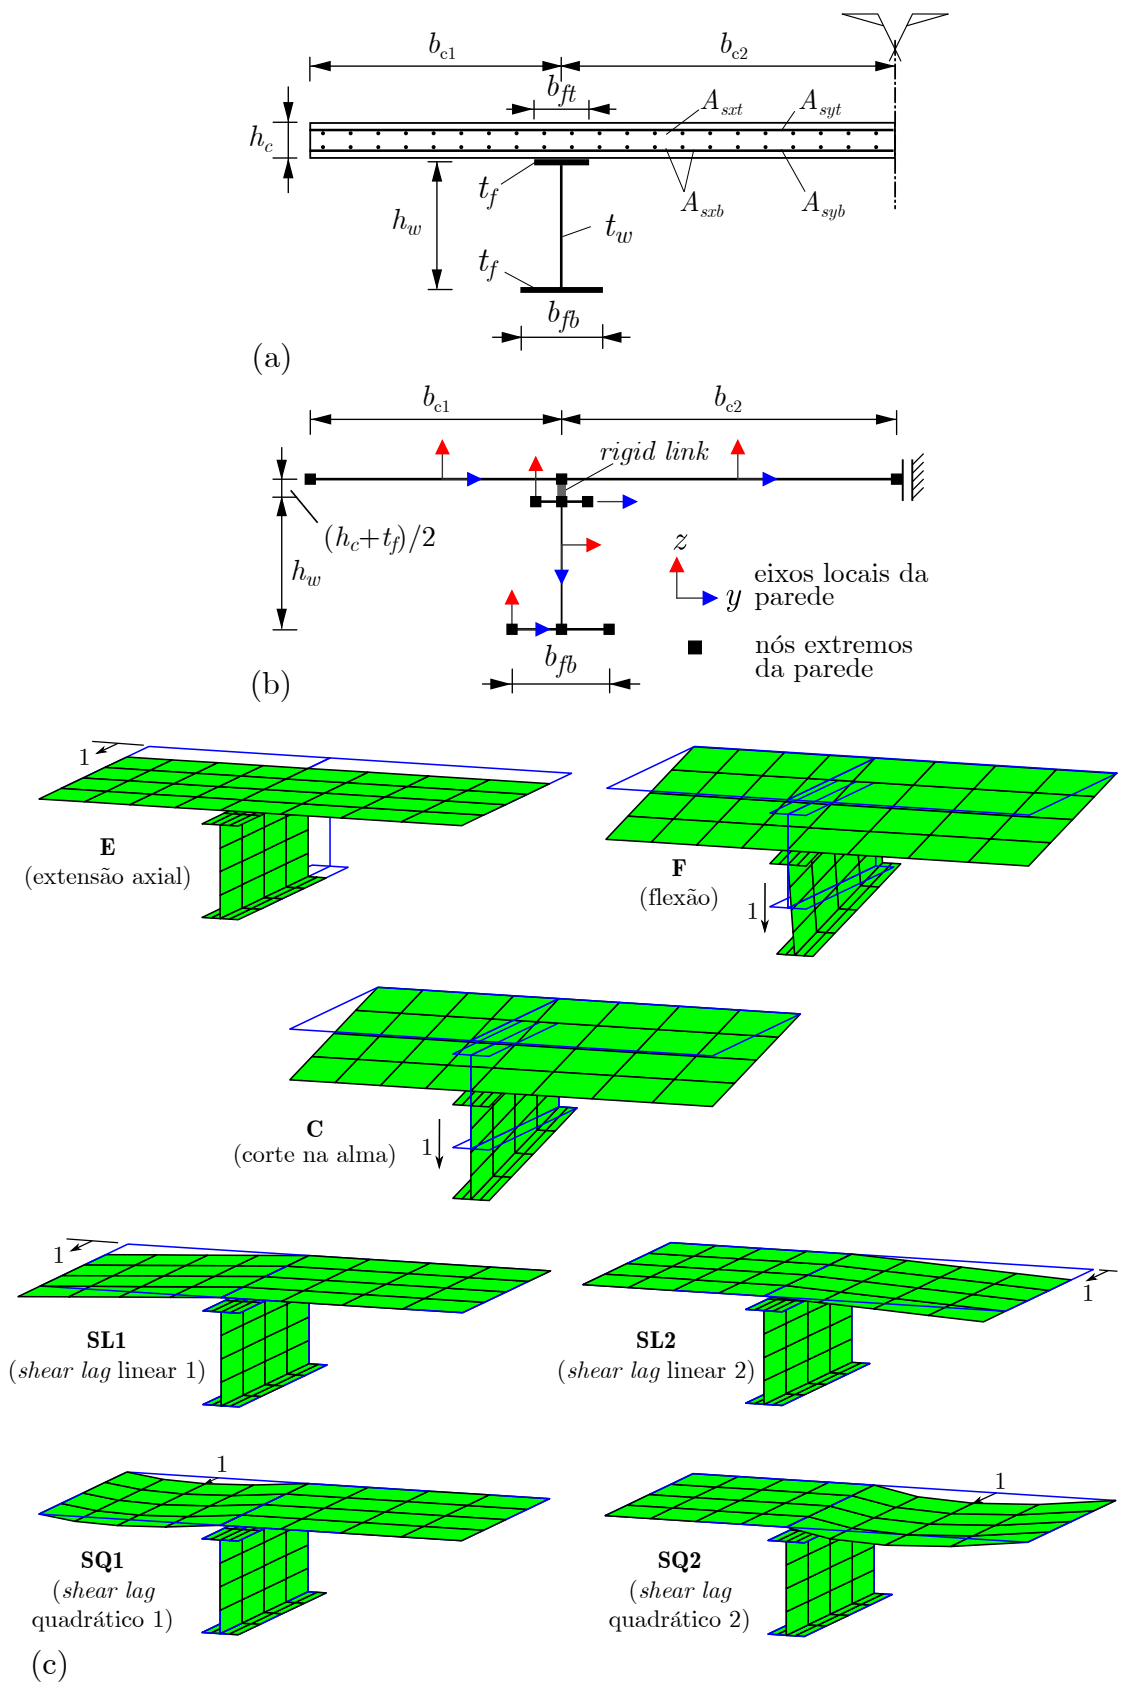 b_c1 b_c2
b_ft A_sxt A_syt
h_c
t_f A_sxb A_syb
h_w t_w
t_f
b_fb
(a)
b_c1 b_c2
rigid link
(h_c+t_f)/2
h_w
z
y
eixos locais da
parede
nós extremos
da parede
b_fb
(b)
1
E
(extensão axial)
F
(flexão)
1
C
(corte na alma)
1
1
SL1
(shear lag linear 1)
SL2
(shear lag linear 2)
1
1
SQ1
(shear lag
quadrático 1)
1
SQ2
(shear lag
quadrático 2)
(c)